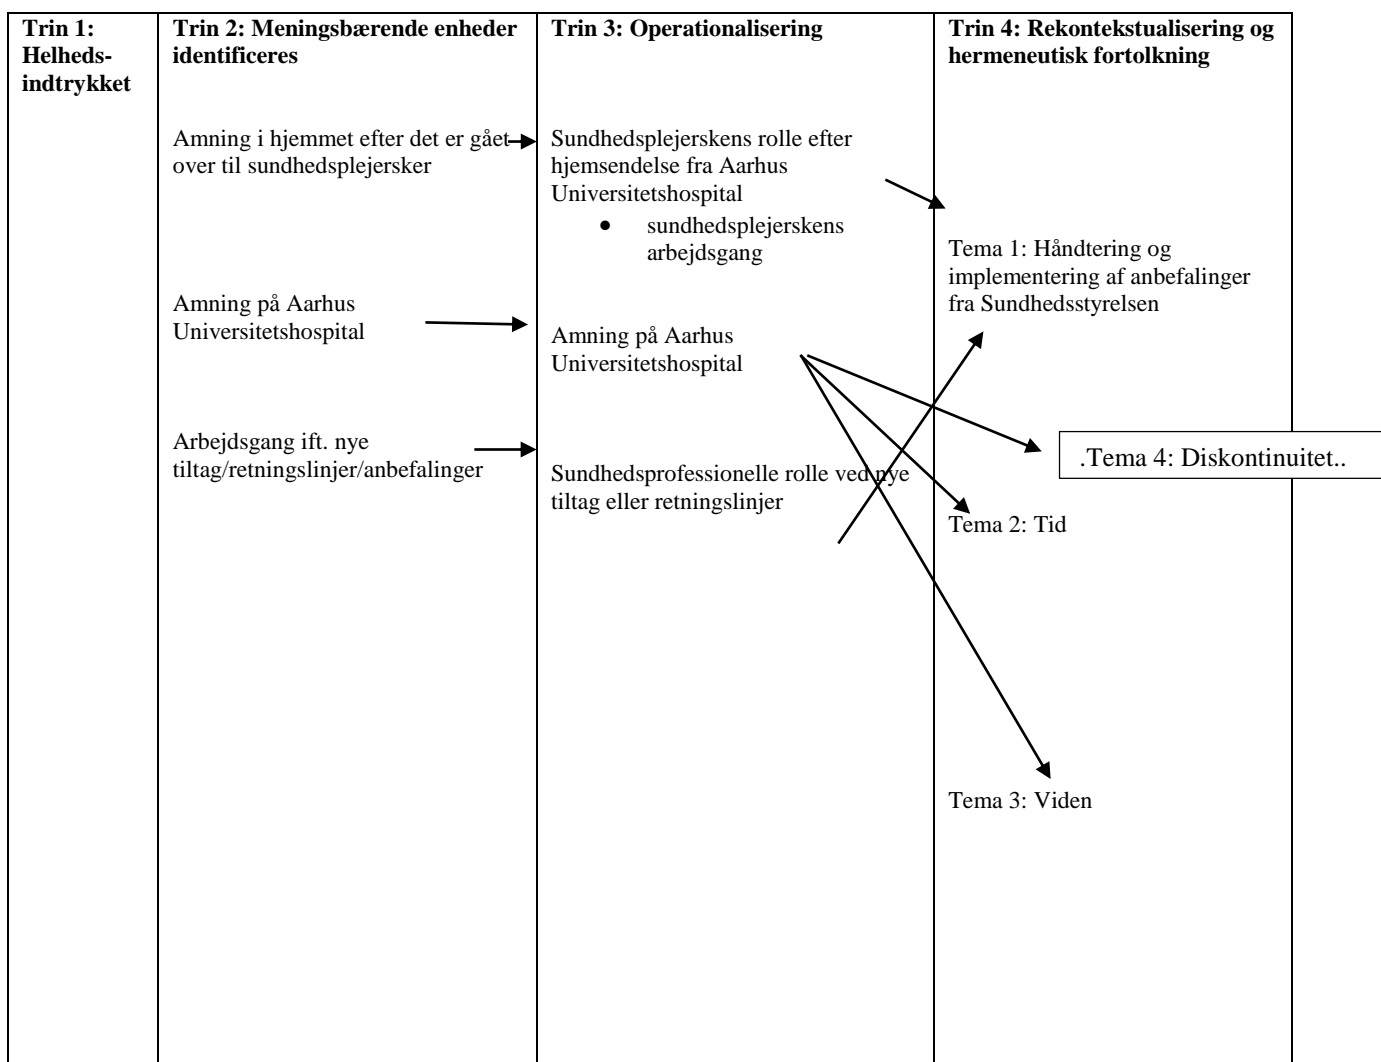 Trin 1:
Helheds-
indtrykket
Trin 2: Meningsbærende enheder
identificeres
Amning i hjemmet efter det er gået
over til sundhedsplejersker
Amning på Aarhus
Universitetshospital
Arbejdsgang ift. nye
tiltag/retningslinjer/anbefalinger
Trin 3: Operationalisering
Sundhedsplejerskens rolle efter
hjemsendelse fra Aarhus
Universitetshospital
• sundhedsplejerskens
arbejdsgang
Amning på Aarhus
Universitetshospital
Sundhedsprofessionelle rolle ved nye
tiltag eller retningslinjer
Trin 4: Rekontekstualisering og
hermeneutisk fortolkning
Tema 1: Håndtering og
implementering af anbefalinger
fra Sundhedsstyrelsen
.Tema 4: Diskontinuitet..
Tema 2: Tid
Tema 3: Viden